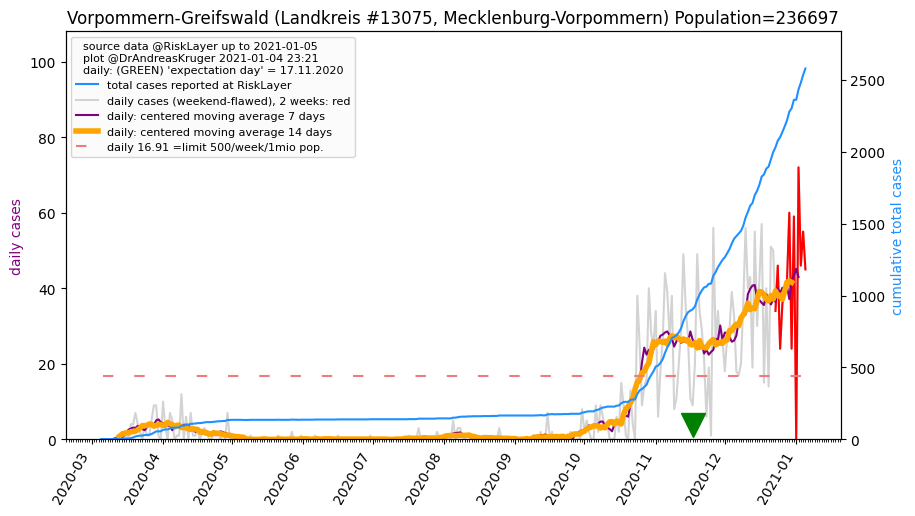 Vorpommern-Greifswald (Landkreis #13075, Mecklenburg-Vorpommern) Population=236697
source data @RiskLayer up to 2021-01-05
plot @DrAndreasKruger 2021-01-04 23:21
daily: (GREEN) 'expectation day' = 17.11.2020
total cases reported at RiskLayer
daily cases (weekend-flawed), 2 weeks: red
daily: centered moving average 7 days
daily: centered moving average 14 days
daily 16.91 =limit 500/week/1mio pop.
daily cases
100
80
60
40
20
0
cumulative total cases
2500
2000
1500
1000
500
0
2020-03
2020-04
2020-05
2020-06
2020-07
2020-08
2020-09
2020-10
2020-11
2020-12
2021-01